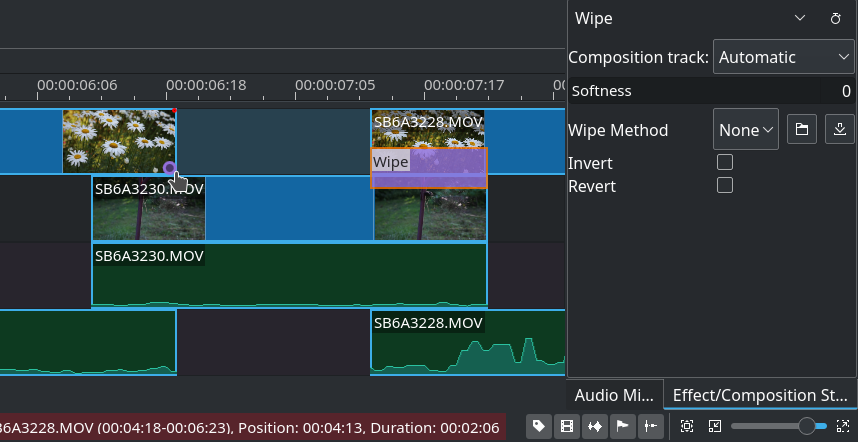 Wipe
Composition track: Automatic
00:00:06:06 00:00:06:18 00:00:07:05 00:00:07:17
Softness 0
SB6A3228.MOV
Wipe Method None
Wipe
Invert
SB6A3230.MOV
Revert
SB6A3230.MOV
SB6A3228.MOV
Audio Mi... Effect/Composition St...
6A3228.MOV (00:04:18-00:06:23), Position: 00:04:13, Duration: 00:02:06